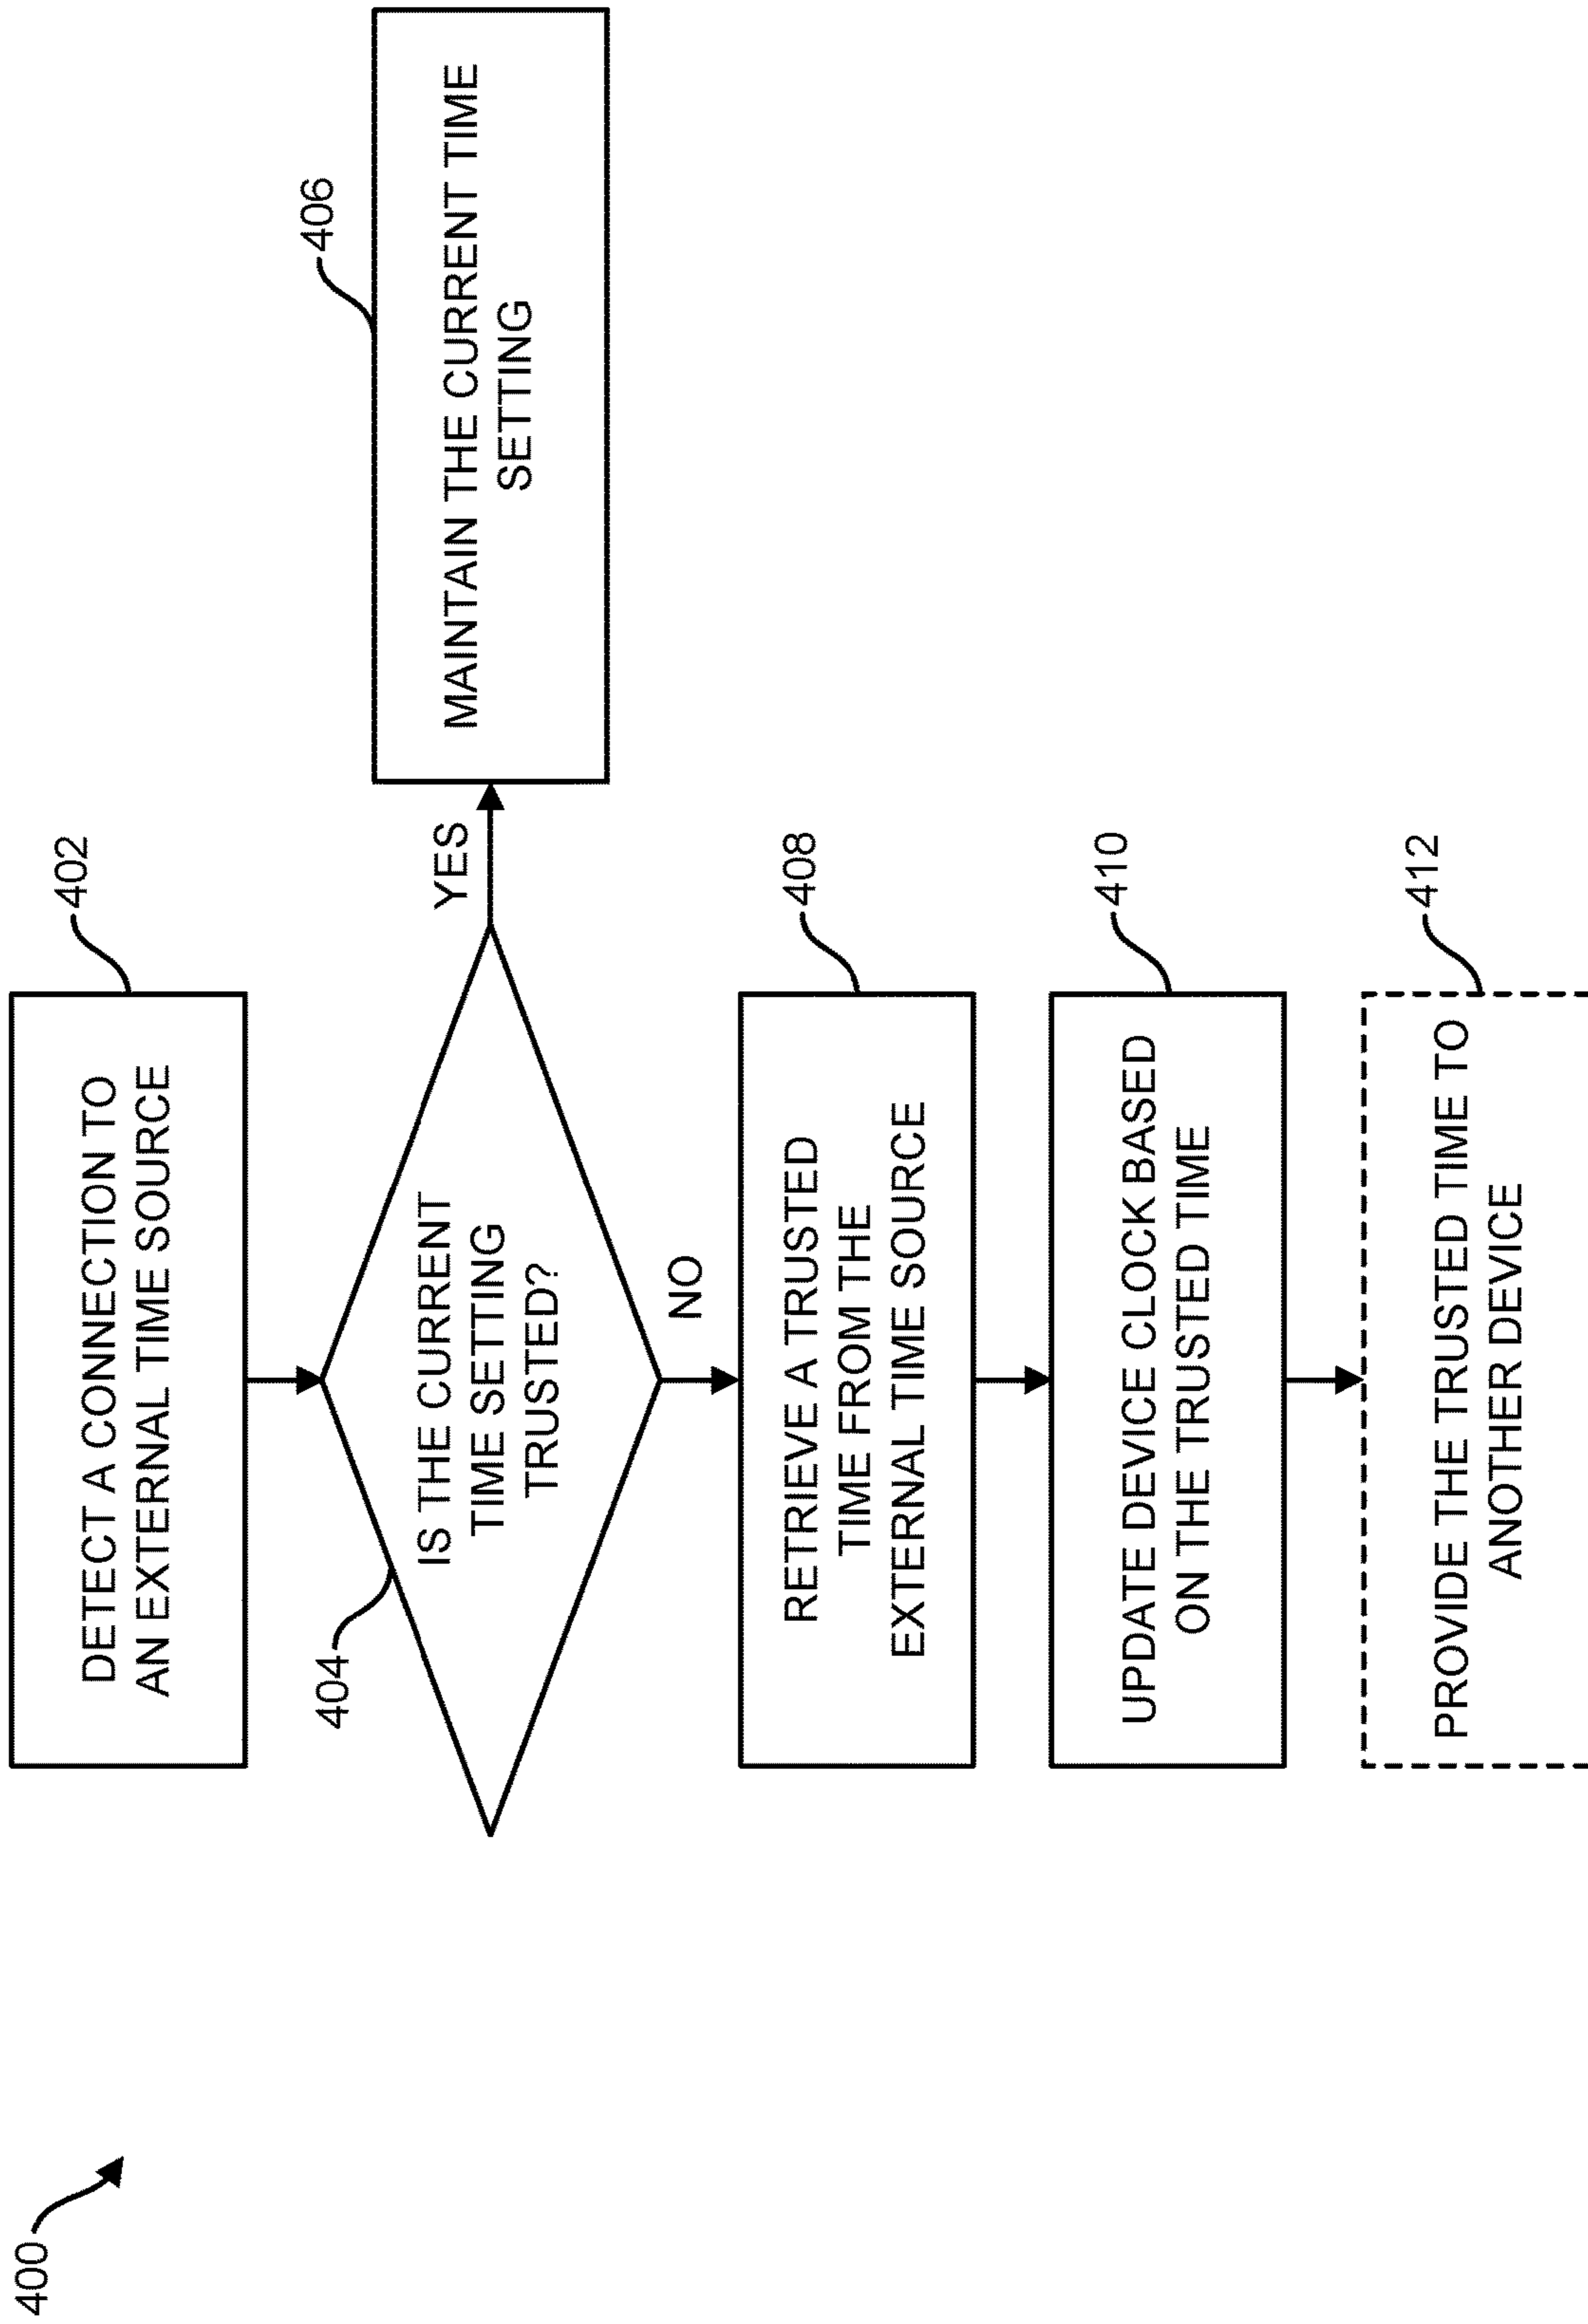 400
DETECT A CONNECTION TO
AN EXTERNAL TIME SOURCE
402
404
IS THE CURRENT
TIME SETTING
TRUSTED?
YES
406
MAINTAIN THE CURRENT TIME
SETTING
NO
RETRIEVE A TRUSTED
TIME FROM THE
EXTERNAL TIME SOURCE
408
UPDATE DEVICE CLOCK BASED
ON THE TRUSTED TIME
410
PROVIDE THE TRUSTED TIME TO
ANOTHER DEVICE
412